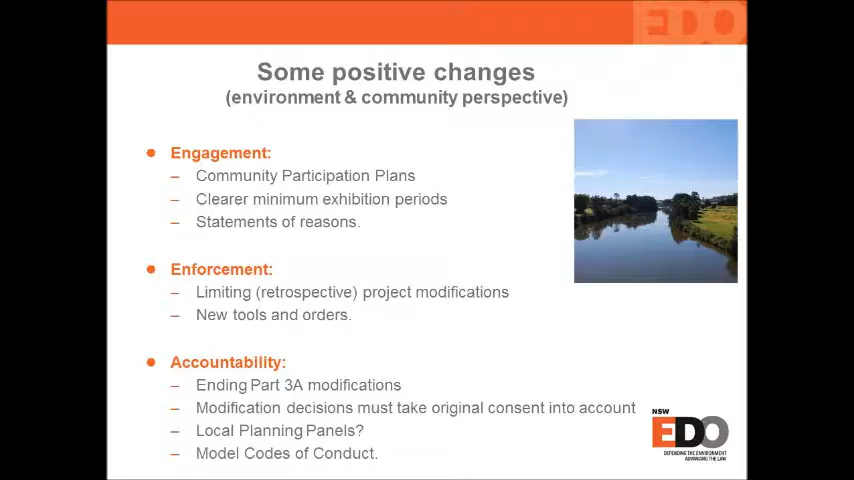 EDO
Some positive changes
(environment & community perspective)
● Engagement:
– Community Participation Plans
– Clearer minimum exhibition periods
– Statements of reasons.
● Enforcement:
– Limiting (retrospective) project modifications
– New tools and orders.
● Accountability:
– Ending Part 3A modifications
– Modification decisions must take original consent into account
– Local Planning Panels?
– Model Codes of Conduct.
NSW
EDO
DEFENDING THE ENVIRONMENT
ADVANCING THE LAW